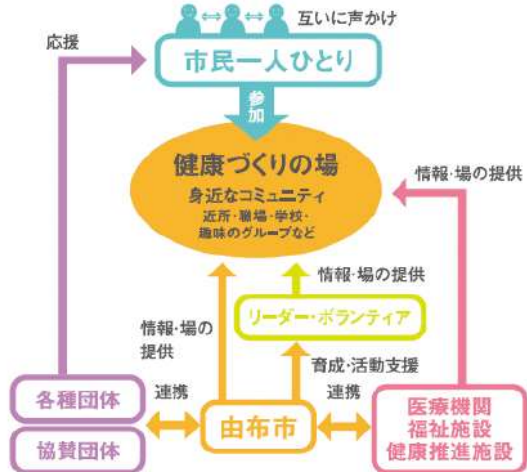 互いに声かけ
応援
市民一人ひとり
参加
健康づくりの場
身近なコミュニティ
近所・職場・学校・
趣味のグループなど
情報・場の提供
情報・場の提供
リーダー・ボランティア
情報・場の
提供
育成・活動支援
各種団体
協賛団体
連携
由布市
連携
医療機関
福祉施設
健康推進施設